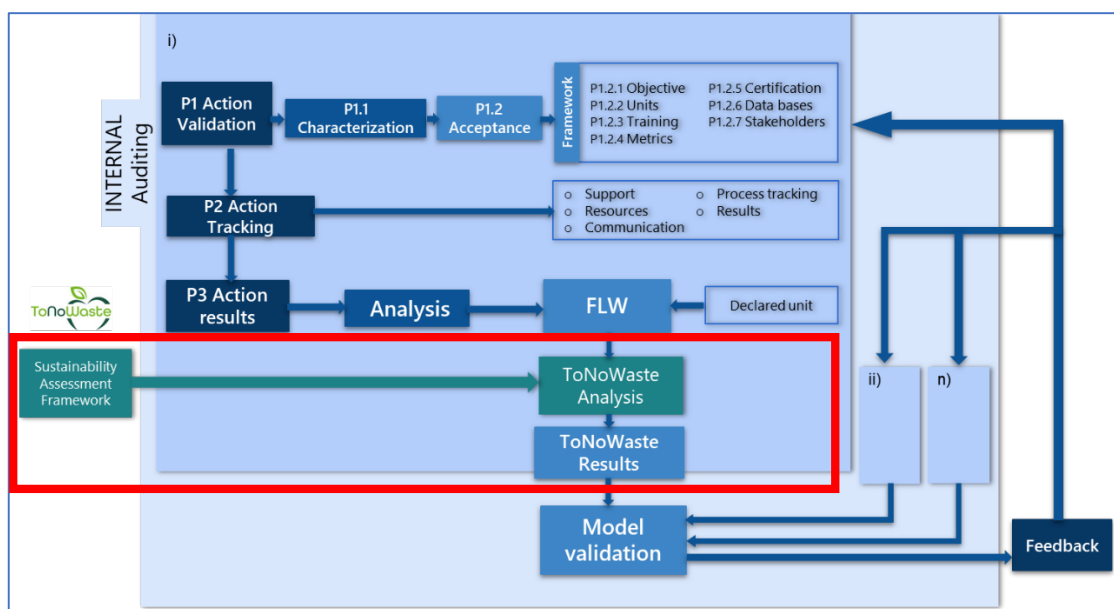 i)
INTERNAL
Auditing
P1 Action
Validation
P1.1
Characterization
P1.2
Acceptance
Framework
P1.2.1 Objective
P1.2.2 Units
P1.2.3 Training
P1.2.4 Metrics
P1.2.5 Certification
P1.2.6 Data bases
P1.2.7 Stakeholders
P2 Action
Tracking
o Support
o Resources
o Communication
o Process tracking
o Results
P3 Action
results
Analysis
FLW
Declared unit
ToNoWaste
Sustainability
Assessment
Framework
ToNoWaste
Analysis
ToNoWaste
Results
ii)
n)
Model
validation
Feedback